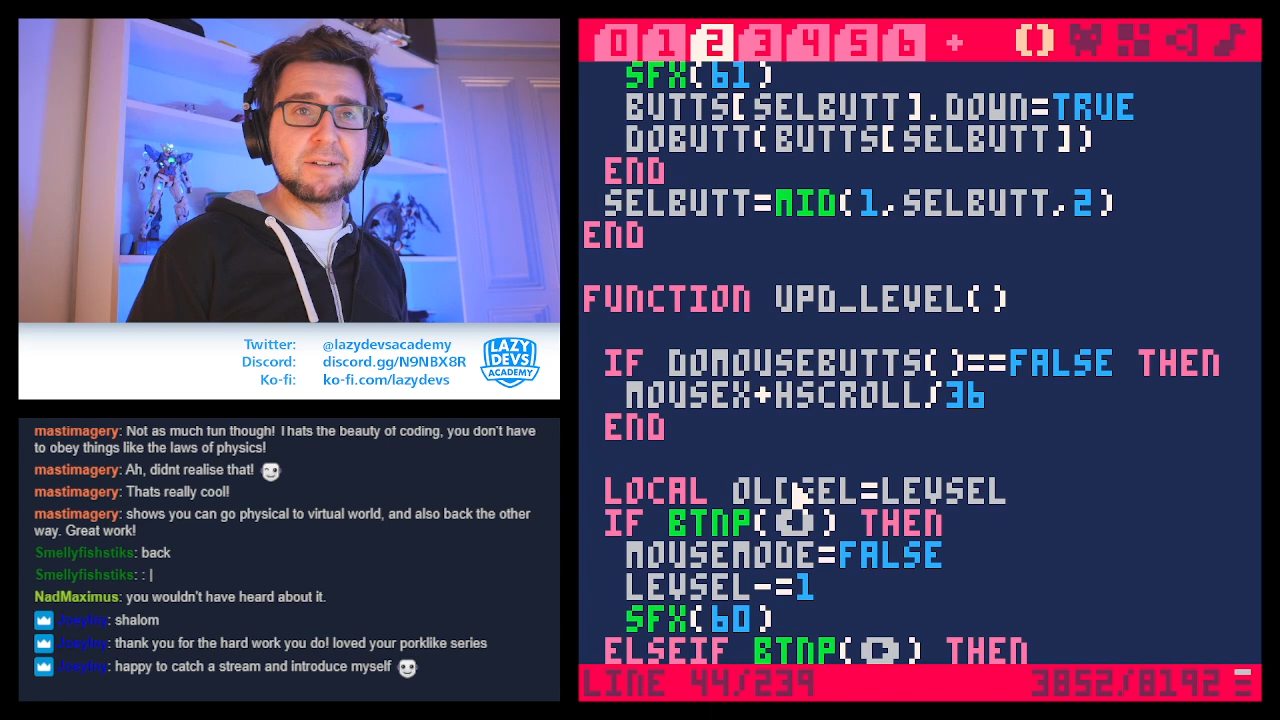 Twitter: @lazydevsacademy
Discord: discord.gg/N9NBX8R
Ko-fi: ko-fi.com/lazydevs
LAZY
DEVS
ACADEMY
mastimagery: Not as much fun though! Thats the beauty of coding, you don't have
to obey things like the laws of physics!
mastimagery: Ah, didnt realise that!
mastimagery: Thats really cool!
mastimagery: shows you can go physical to virtual world, and also back the other
way. Great work!
Smellyfishstiks: back
Smellyfishstiks: : |
NadMaximus: you wouldn't have heard about it.
: shalom
: thank you for the hard work you do! loved your porklike series
: happy to catch a stream and introduce myself
0 1 2 3 4 5 6 +
SFX(61)
BUTTS[SELBUTT].DOWN=TRUE
DOBUTT(BUTTS[SELBUTT])
END
SELBUTT=MID(1,SELBUTT,2)
END
FUNCTION UPD_LEVEL()
IF DOMOUSEBUTTS()==FALSE THEN
MOUSEX+HSCROLL/36
END
LOCAL OLDSEL=LEVSEL
IF BTNP(⬅️) THEN
MOUSEMODE=FALSE
LEVSEL-=1
SFX(60)
ELSEIF BTNP(➡️) THEN
LINE 44/239 3852/8192